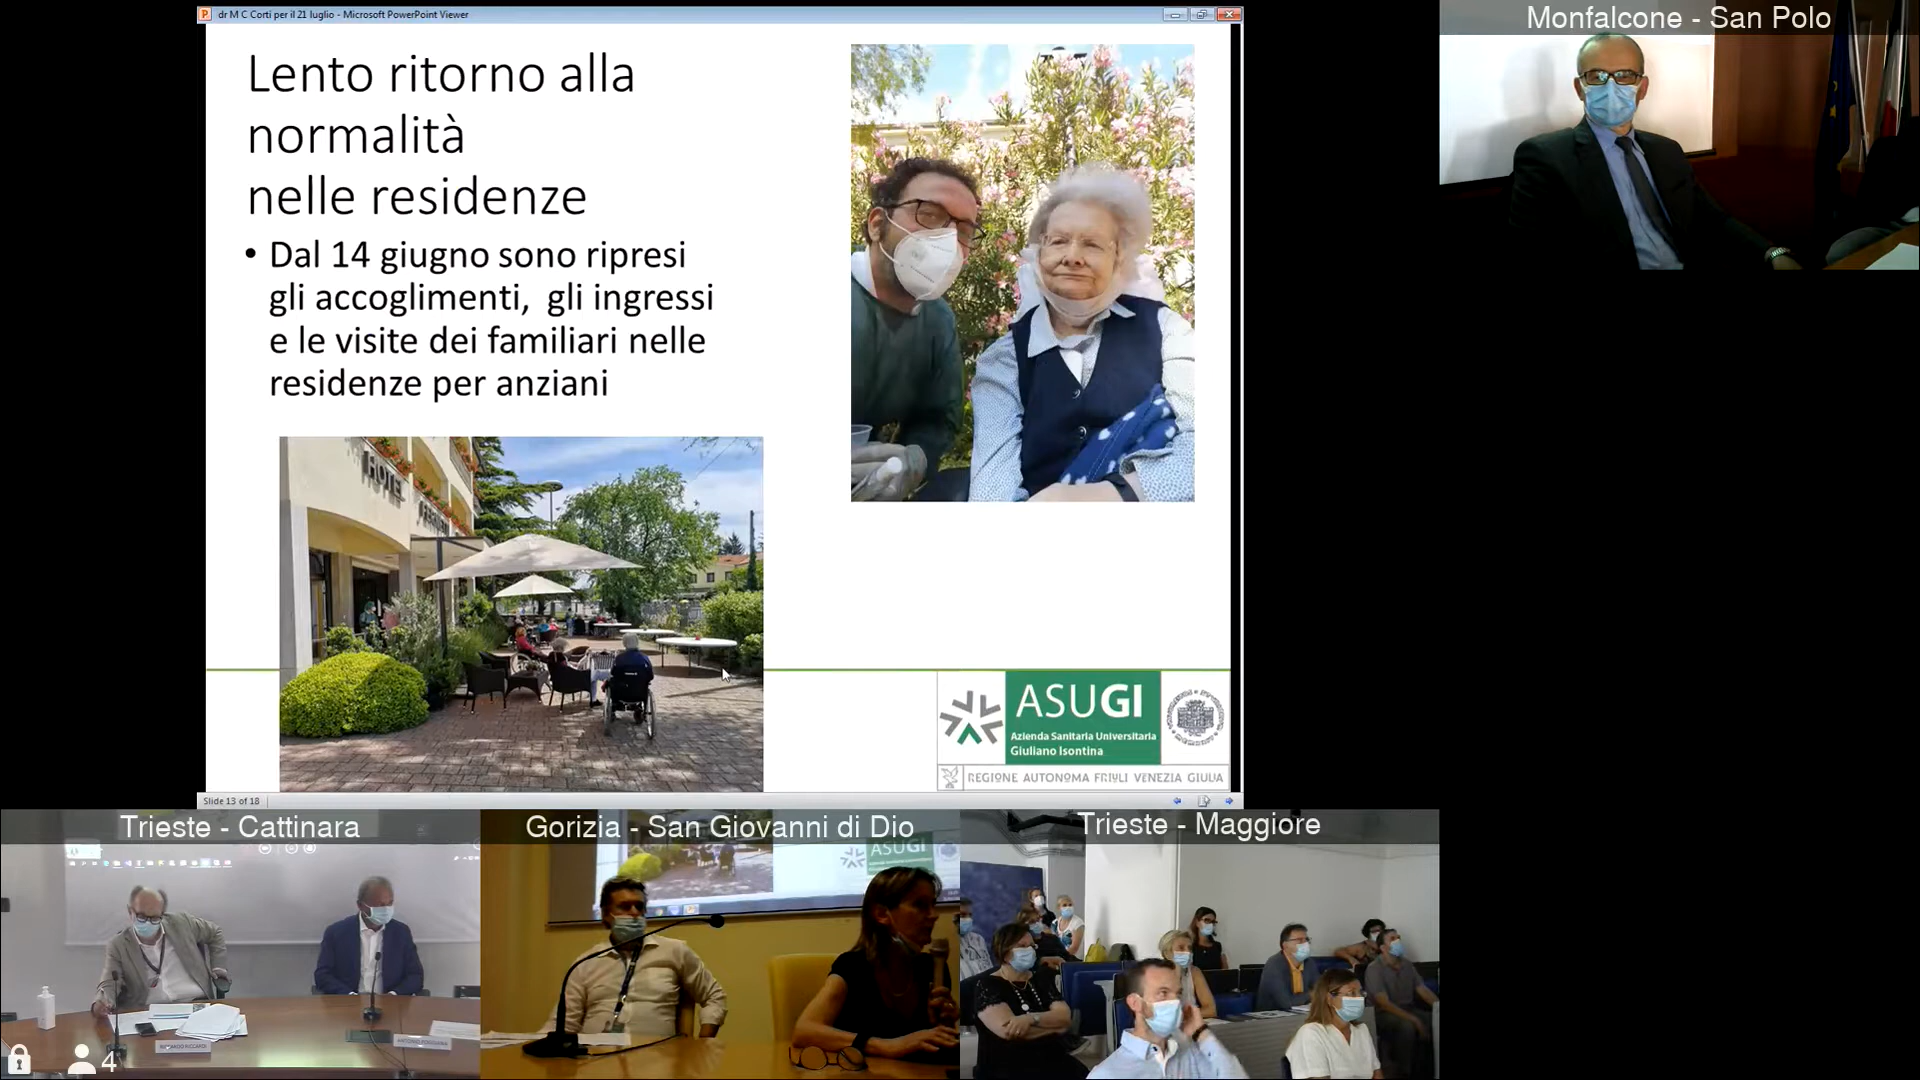 dr M C Corti per il 21 luglio - Microsoft PowerPoint Viewer
Monfalcone - San Polo
Lento ritorno alla
normalità
nelle residenze
• Dal 14 giugno sono ripresi
gli accoglimenti, gli ingressi
e le visite dei familiari nelle
residenze per anziani
HOTEL
ASUGI
Azienda Sanitaria Universitaria
Giuliano Isontina
REGIONE AUTONOMA FRIULI VENEZIA GIULIA
Slide 13 of 18
Trieste - Cattinara
Gorizia - San Giovanni di Dio
Trieste - Maggiore
ASUGI
4